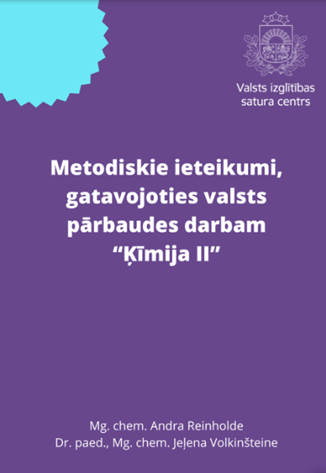 Valsts izglītības
satura centrs
Metodiskie ieteikumi,
gatavojoties valsts
pārbaudes darbam
“Ķīmija II”
Mg. chem. Andra Reinholde
Dr. paed., Mg. chem. Jeļena Volkinšteine